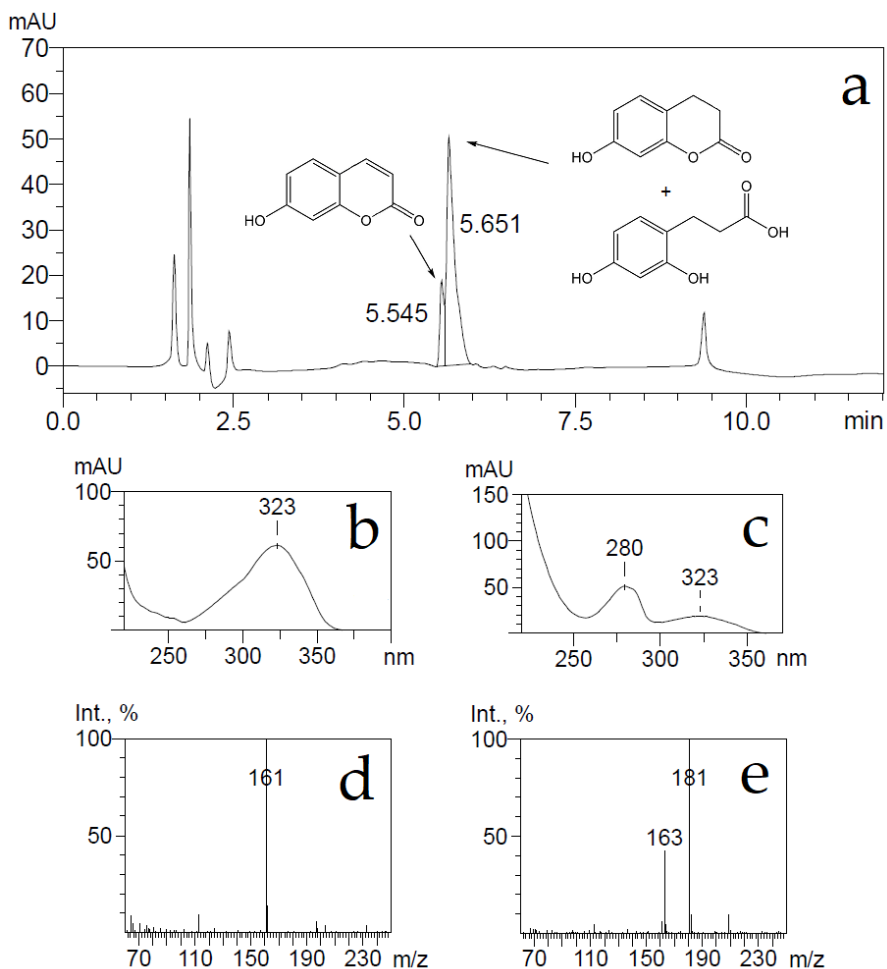 mAU
a
70
60
50
40
30
20
10
0
HO
O
O
5.545
5.651
HO
O
O
+
O
OH
HO
OH
0.0
2.5
5.0
7.5
10.0
min
mAU
100
50
323
b
250
300
350
nm
mAU
150
100
50
280
323
c
250
300
350
nm
Int., %
100
50
161
d
70
110
150
190
230
m/z
Int., %
100
50
163
181
e
70
110
150
190
230
m/z